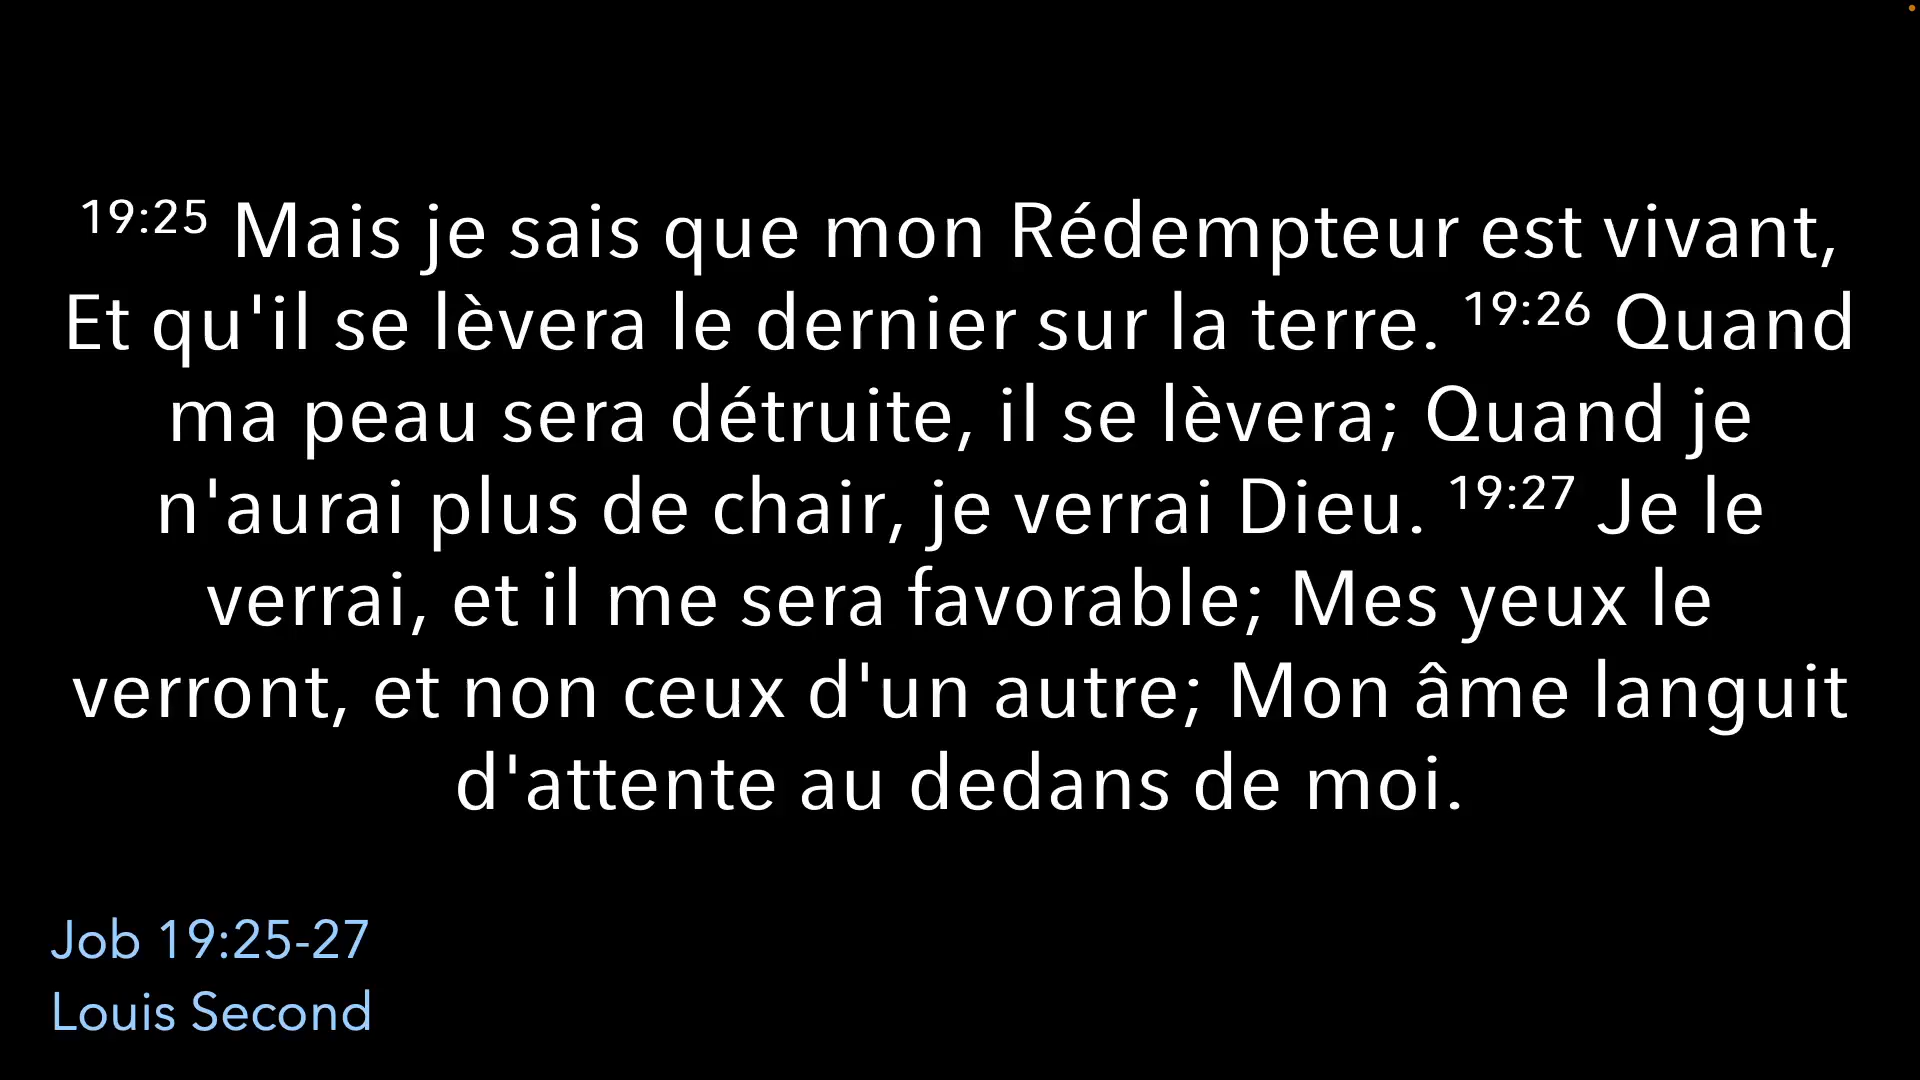 19:25 Mais je sais que mon Rédempteur est vivant,
Et qu'il se lèvera le dernier sur la terre. 19:26 Quand
ma peau sera détruite, il se lèvera; Quand je
n'aurai plus de chair, je verrai Dieu. 19:27 Je le
verrai, et il me sera favorable; Mes yeux le
verront, et non ceux d'un autre; Mon âme languit
d'attente au dedans de moi.
Job 19:25-27
Louis Second